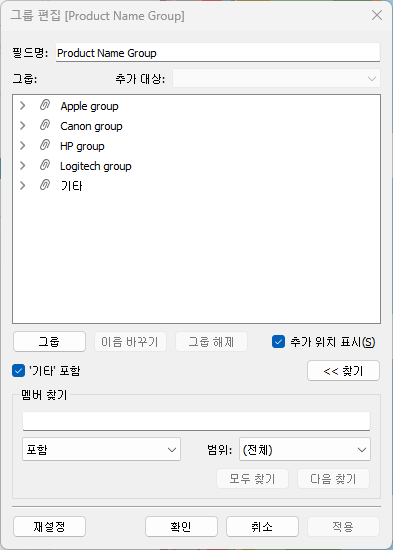 그룹 편집 [Product Name Group]
필드명: Product Name Group
그룹: 추가 대상:
Apple group
Canon group
HP group
Logitech group
기타
그룹 이름 바꾸기 그룹 해제 추가 위치 표시(S)
'기타' 포함 << 찾기
멤버 찾기
포함 범위: (전체)
모두 찾기 다음 찾기
재설정 확인 취소 적용